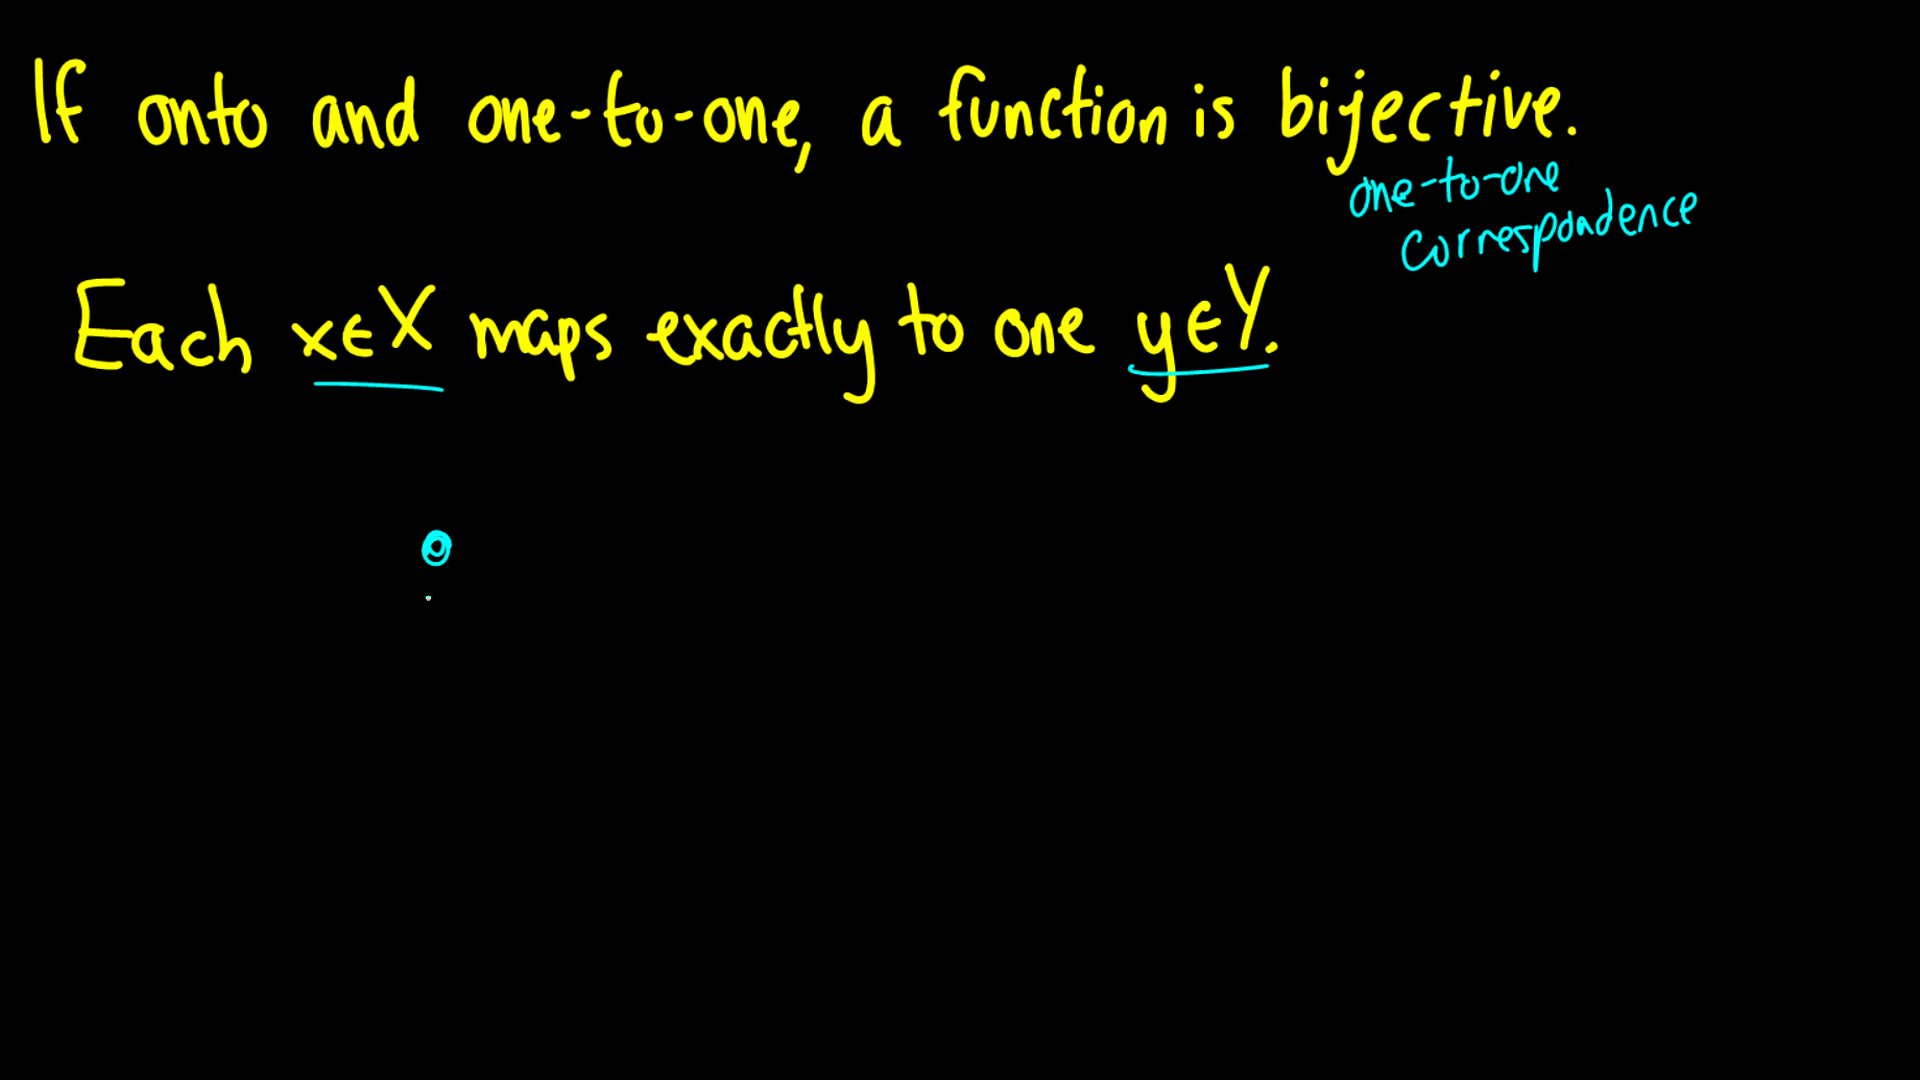 If onto and one-to-one, a function is bijective.
one-to-one
correspondence
Each x∈X maps exactly to one y∈Y.